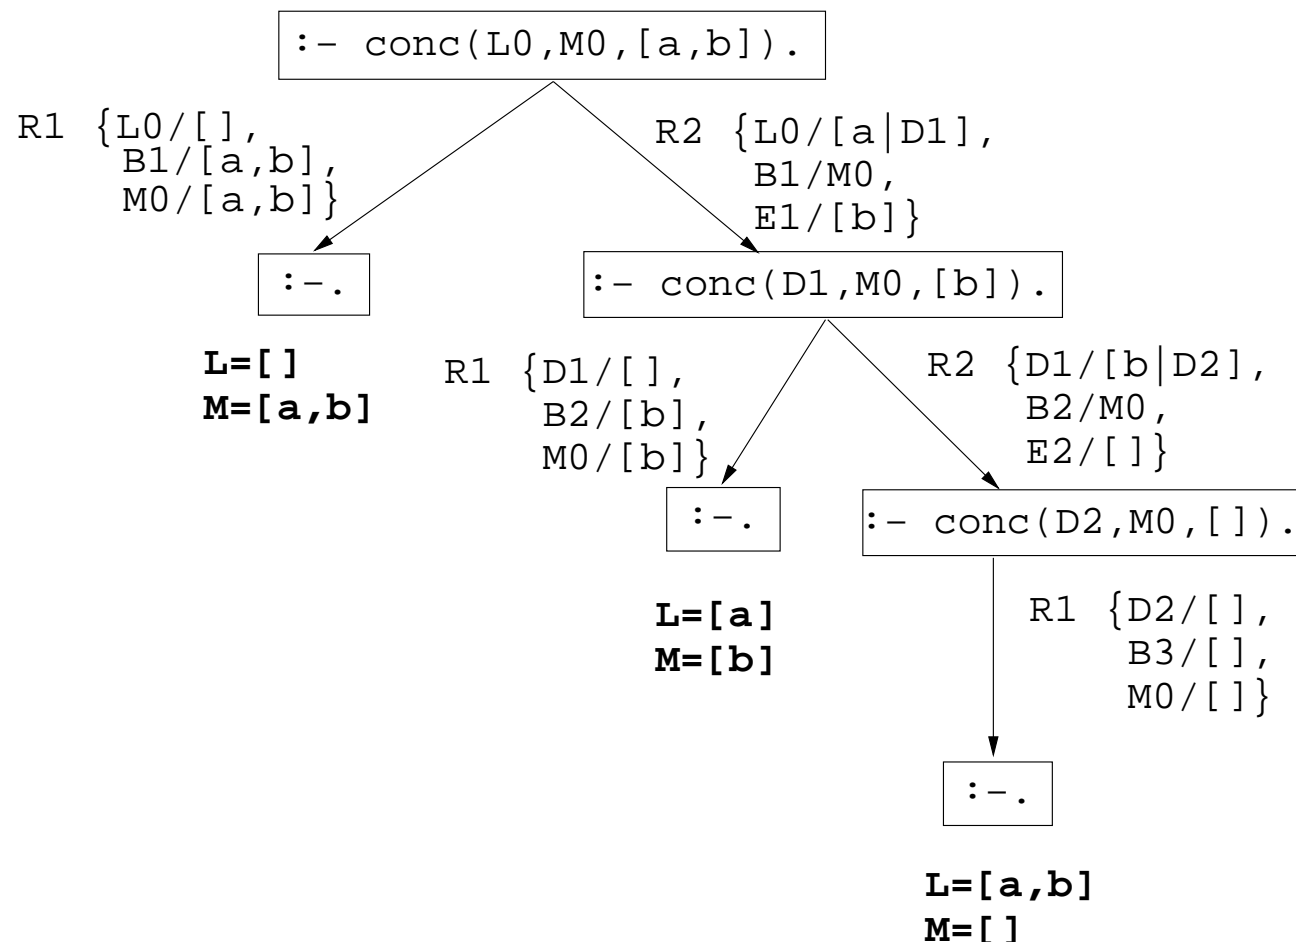 :- conc(L0,M0,[a,b]).
R1 {L0/[],
B1/[a,b],
M0/[a,b]}
R2 {L0/[a|D1],
B1/M0,
E1/[b]}
:-.
:- conc(D1,M0,[b]).
L=[]
M=[a,b]
R1 {D1/[],
B2/[b],
M0/[b]}
R2 {D1/[b|D2],
B2/M0,
E2/[]}
:-.
:- conc(D2,M0,[]).
L=[a]
M=[b]
R1 {D2/[],
B3/[],
M0/[]}
:-.
L=[a,b]
M=[]